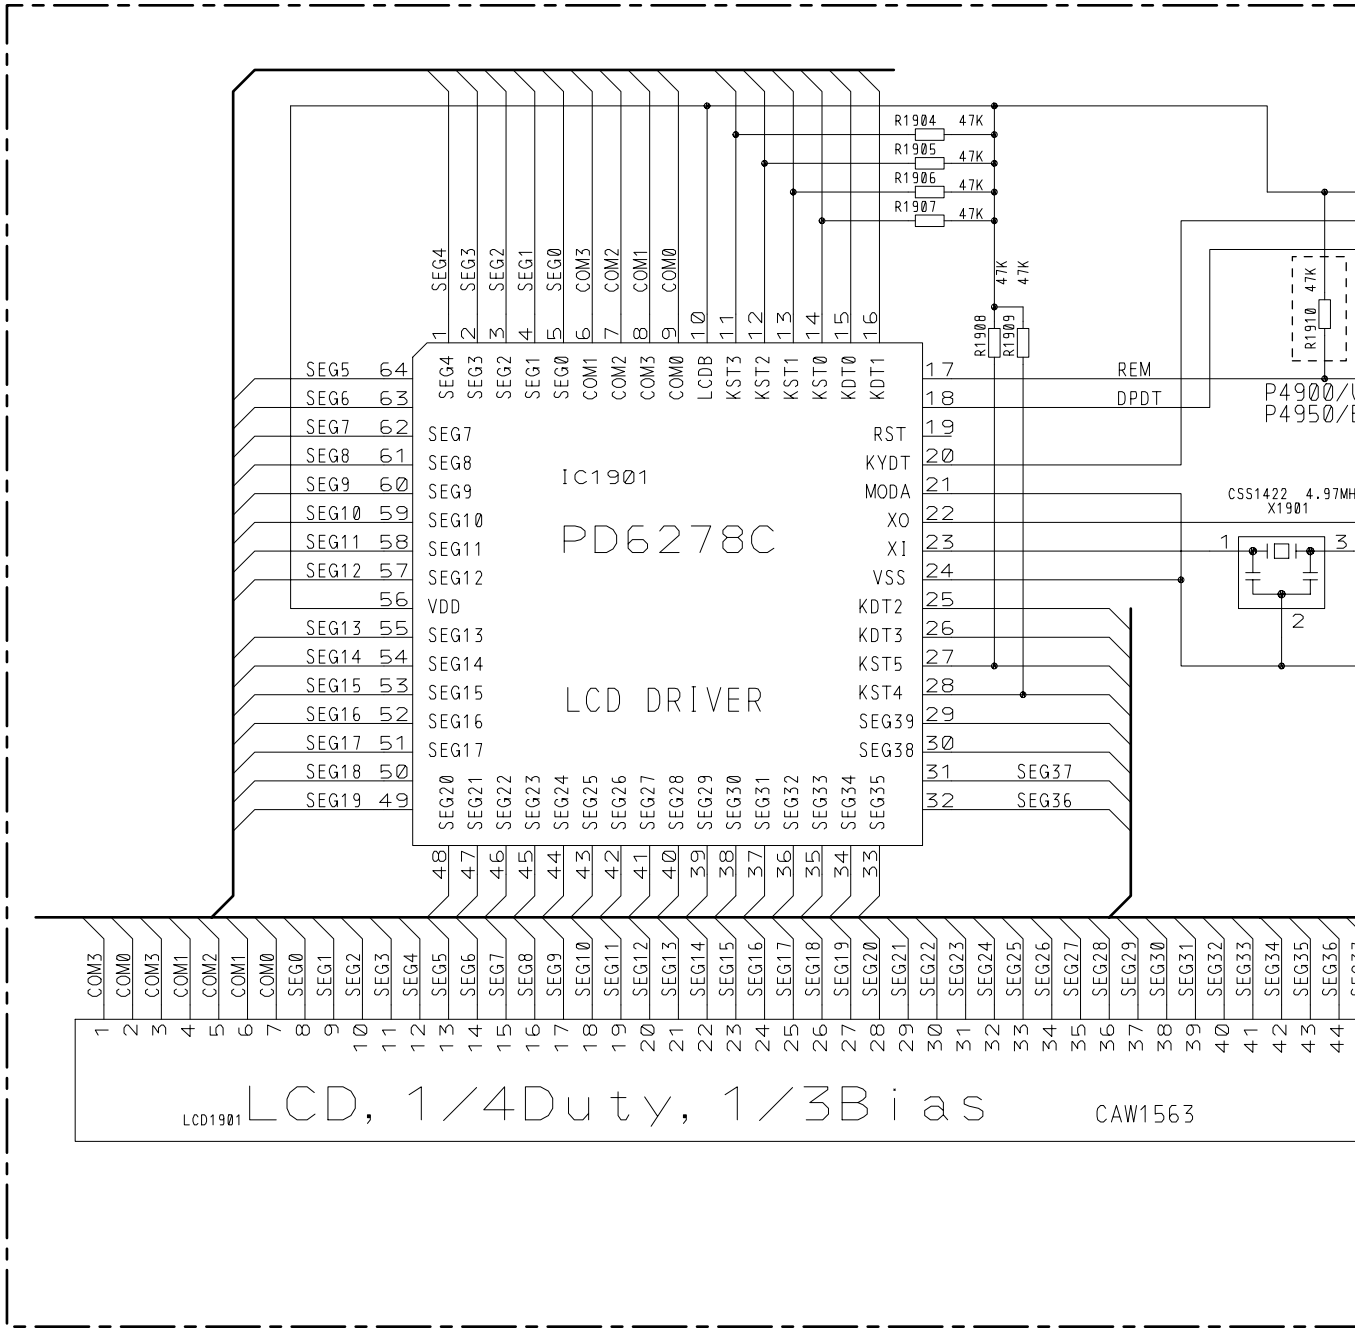 R1904 47K
R1905 47K
R1906 47K
R1907 47K
SEG4 SEG3 SEG2 SEG1 SEG0 COM3 COM2 COM1 COM0
1 2 3 4 5 6 7 8 9 10 11 12 13 14 15 16
47K 47K
R1908 R1909
R1910 47K
SEG4 SEG3 SEG2 SEG1 SEG0 COM1 COM2 COM3 COM0 LCDB KST3 KST2 KST1 KST0 KDT0 KDT1
SEG5 64
SEG6 63
SEG7 62 SEG7
SEG8 61 SEG8
SEG9 60 SEG9
SEG10 59 SEG10
SEG11 58 SEG11
SEG12 57 SEG12
56 VDD
SEG13 55 SEG13
SEG14 54 SEG14
SEG15 53 SEG15
SEG16 52 SEG16
SEG17 51 SEG17
SEG18 50
SEG19 49
IC1901
PD6278C
LCD DRIVER
17 REM
18 DPDT
RST 19
KYDT 20
MODA 21
XO 22
XI 23
VSS 24
KDT2 25
KDT3 26
KST5 27
KST4 28
SEG39 29
SEG38 30
31 SEG37
32 SEG36
P4900/
P4950/
CSS1422 4.97MH
X1901
1 3
2
SEG20 SEG21 SEG22 SEG23 SEG24 SEG25 SEG26 SEG27 SEG28 SEG29 SEG30 SEG31 SEG32 SEG33 SEG34 SEG35
48 47 46 45 44 43 42 41 40 39 38 37 36 35 34 33
COM3 COM0 COM3 COM1 COM2 COM1 COM0 SEG0 SEG1 SEG2 SEG3 SEG4 SEG5 SEG6 SEG7 SEG8 SEG9 SEG10 SEG11 SEG12 SEG13 SEG14 SEG15 SEG16 SEG17 SEG18 SEG19 SEG20 SEG21 SEG22 SEG23 SEG24 SEG25 SEG26 SEG27 SEG28 SEG29 SEG30 SEG31 SEG32 SEG33 SEG34 SEG35 SEG36
1 2 3 4 5 6 7 8 9 10 11 12 13 14 15 16 17 18 19 20 21 22 23 24 25 26 27 28 29 30 31 32 33 34 35 36 37 38 39 40 41 42 43 44
LCD1901 LCD, 1/4Duty, 1/3Bias CAW1563